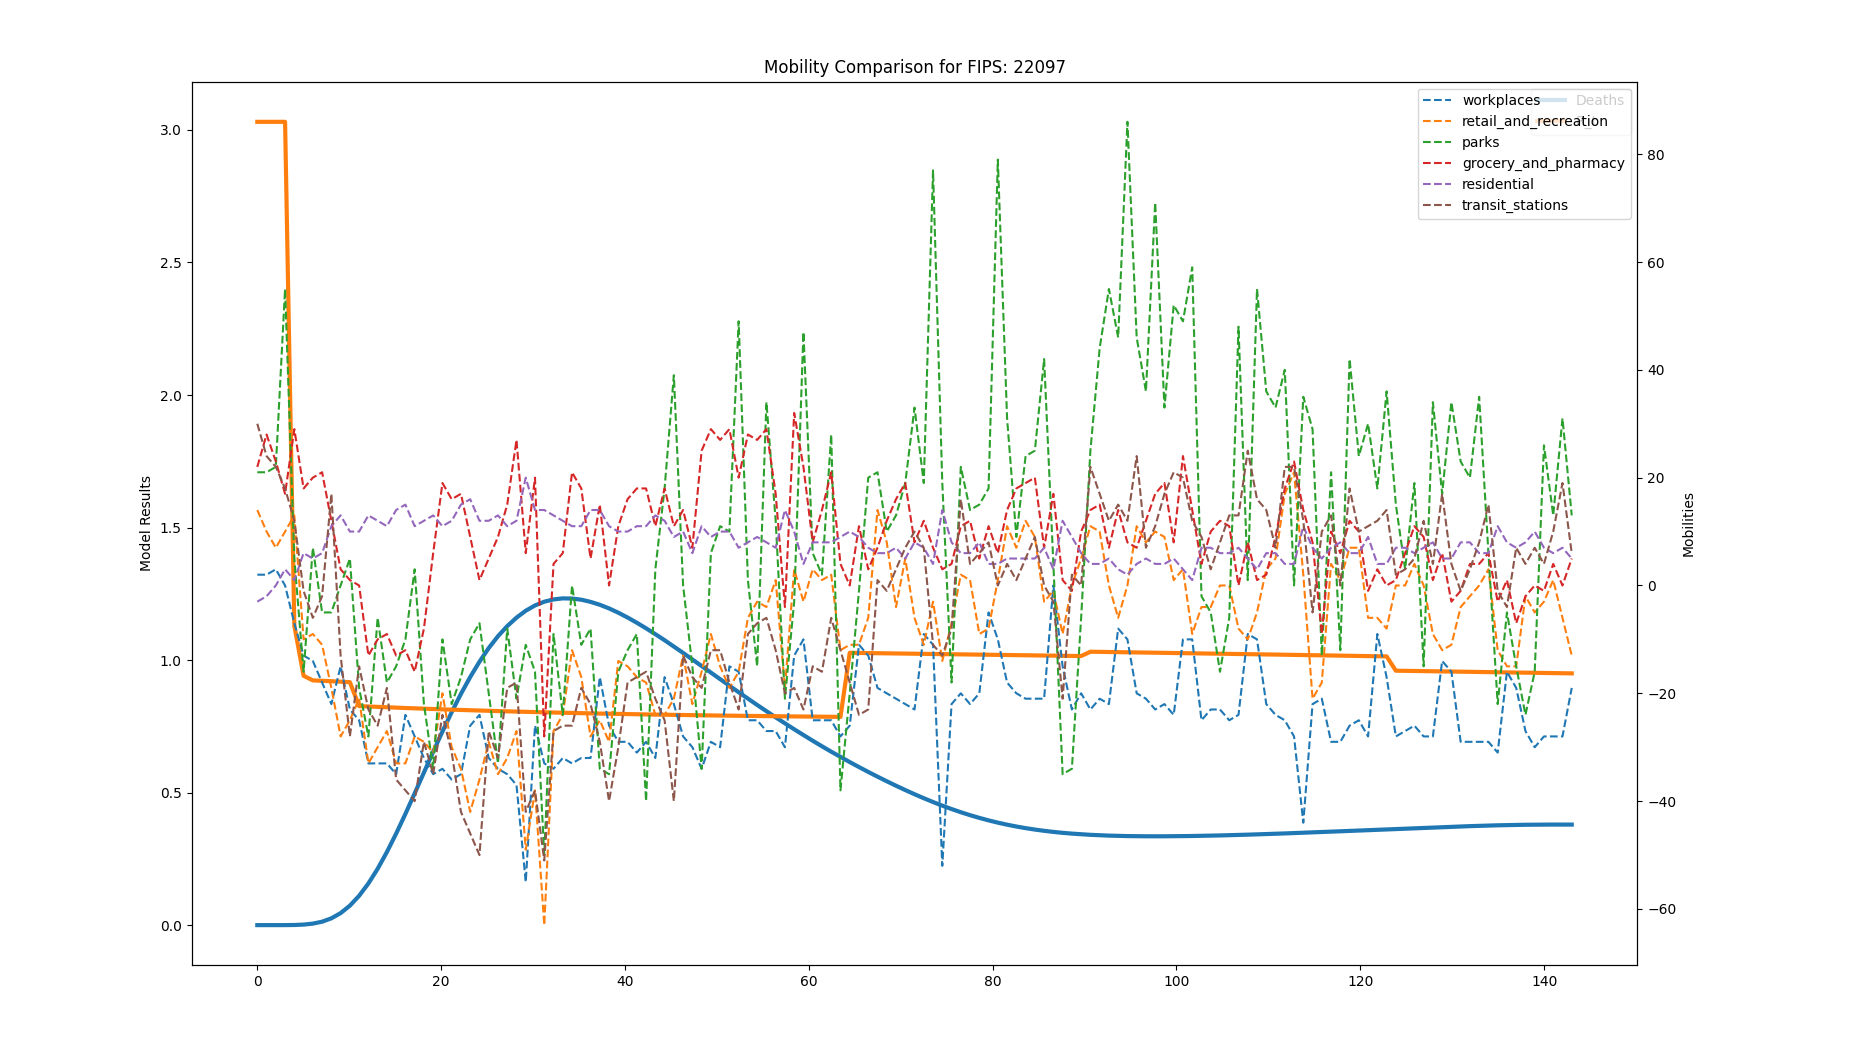 Mobility Comparison for FIPS: 22097
Model Results
3.0
2.5
2.0
1.5
1.0
0.5
0.0
0 20 40 60 80 100 120 140
80
60
40
20
0
−20
−40
−60
Mobilities
workplaces
retail_and_recreation
parks
grocery_and_pharmacy
residential
transit_stations
Deaths